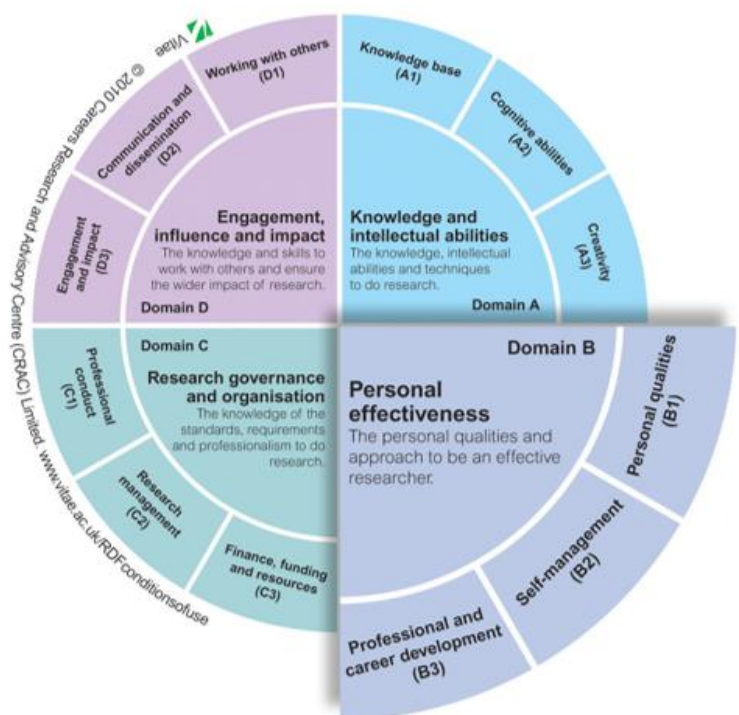 Vitae
© 2010 Careers Research and Advisory Centre (CRAC) Limited. www.vitae.ac.uk/RDFconditionsofuse
Working with others
(D1)
Communication and
dissemination
(D2)
Engagement
and impact
(D3)
Engagement,
influence and impact
The knowledge and skills to
work with others and ensure
the wider impact of research.
Domain D
Knowledge base
(A1)
Cognitive abilities
(A2)
Creativity
(A3)
Knowledge and
intellectual abilities
The knowledge, intellectual
abilities and techniques
to do research.
Domain A
Domain B
Personal
effectiveness
The personal qualities and
approach to be an effective
researcher.
Personal qualities
(B1)
Self-management
(B2)
Professional and
career development
(B3)
Domain C
Research governance
and organisation
The knowledge of the
standards, requirements
and professionalism to do
research.
Professional
conduct
(C1)
Research
management
(C2)
Finance, funding
and resources
(C3)